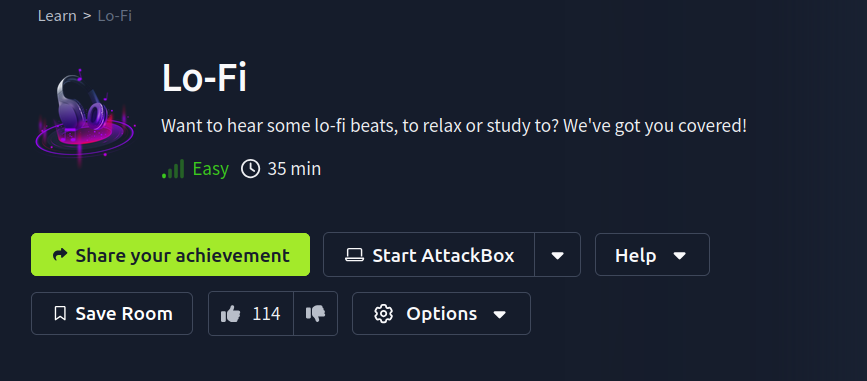 Learn > Lo-Fi
Lo-Fi
Want to hear some lo-fi beats, to relax or study to? We've got you covered!
Easy 35 min
Share your achievement Start AttackBox Help
Save Room 114 Options